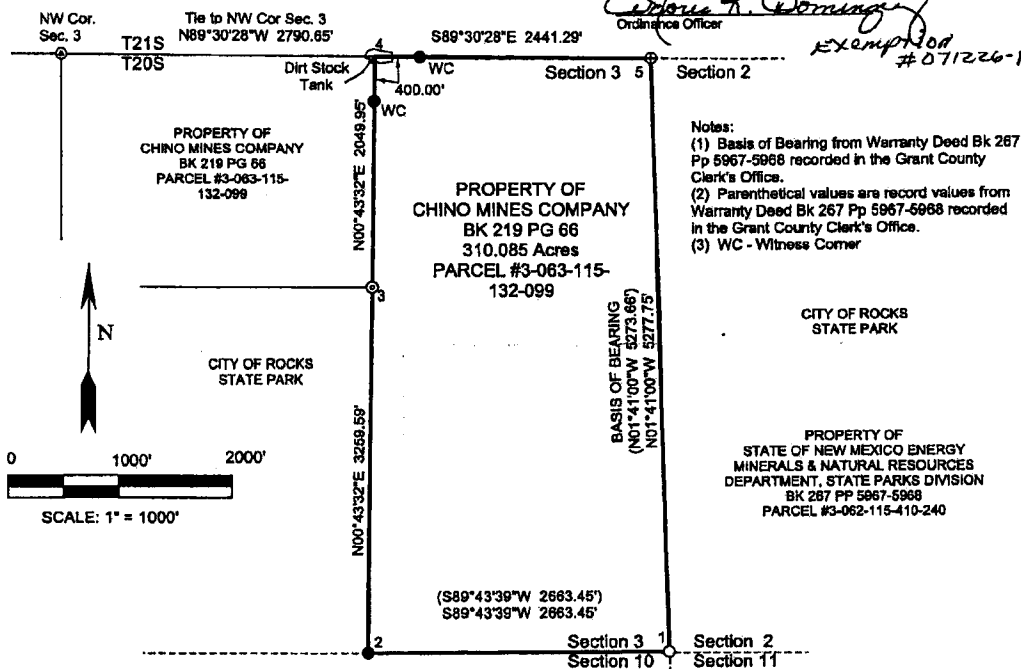 Ordinance Officer
Exemption
NW Cor.
Sec. 3
Tie to NW Cor Sec. 3
N89°30'28"W 2790.65'
T21S
T20S
4
S89°30'28"E 2441.29'
WC
Dirt Stock
Tank
400.00'
WC
Section 3 5 Section 2
PROPERTY OF
CHINO MINES COMPANY
BK 219 PG 66
PARCEL #3-063-115-
132-099
N00°43'32"E 2049.95'
PROPERTY OF
CHINO MINES COMPANY
BK 219 PG 66
310.085 Acres
PARCEL #3-063-115-
132-099
Notes:
(1) Basis of Bearing from Warranty Deed Bk 267
Pp 5967-5968 recorded in the Grant County
Clerk's Office.
(2) Parenthetical values are record values from
Warranty Deed Bk 267 Pp 5967-5968 recorded
in the Grant County Clerk's Office.
(3) WC - Witness Corner
3
N
CITY OF ROCKS
STATE PARK
CITY OF ROCKS
STATE PARK
BASIS OF BEARING
(N01°41'00"W 5273.66')
N01°41'00"W 5277.75'
0 1000' 2000'
SCALE: 1" = 1000'
N00°43'32"E 3259.59'
PROPERTY OF
STATE OF NEW MEXICO ENERGY
MINERALS & NATURAL RESOURCES
DEPARTMENT, STATE PARKS DIVISION
BK 267 PP 5967-5968
PARCEL #3-062-115-410-240
(S89°43'39"W 2663.45')
S89°43'39"W 2663.45'
2
Section 3 1 Section 2
Section 10 Section 11